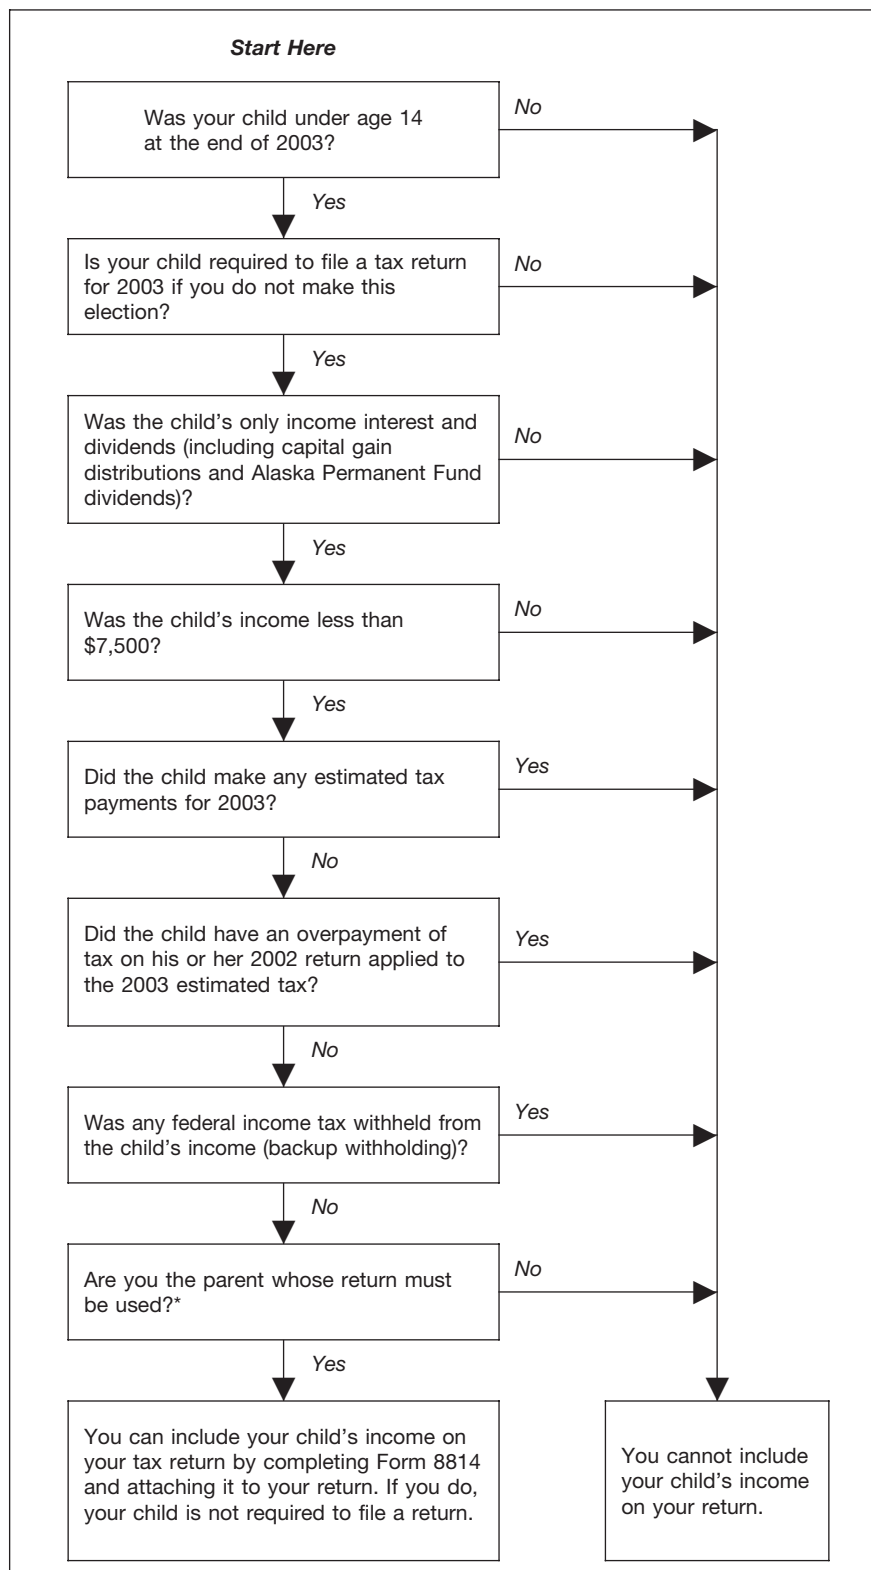 Start Here
Was your child under age 14
at the end of 2003?
No
Yes
Is your child required to file a tax return
for 2003 if you do not make this
election?
No
Yes
Was the child’s only income interest and
dividends (including capital gain
distributions and Alaska Permanent Fund
dividends)?
No
Yes
Was the child’s income less than
$7,500?
No
Yes
Did the child make any estimated tax
payments for 2003?
Yes
No
Did the child have an overpayment of
tax on his or her 2002 return applied to
the 2003 estimated tax?
Yes
No
Was any federal income tax withheld from
the child’s income (backup withholding)?
Yes
No
Are you the parent whose return must
be used?*
No
Yes
You can include your child’s income on
your tax return by completing Form 8814
and attaching it to your return. If you do,
your child is not required to file a return.
You cannot include
your child’s income
on your return.